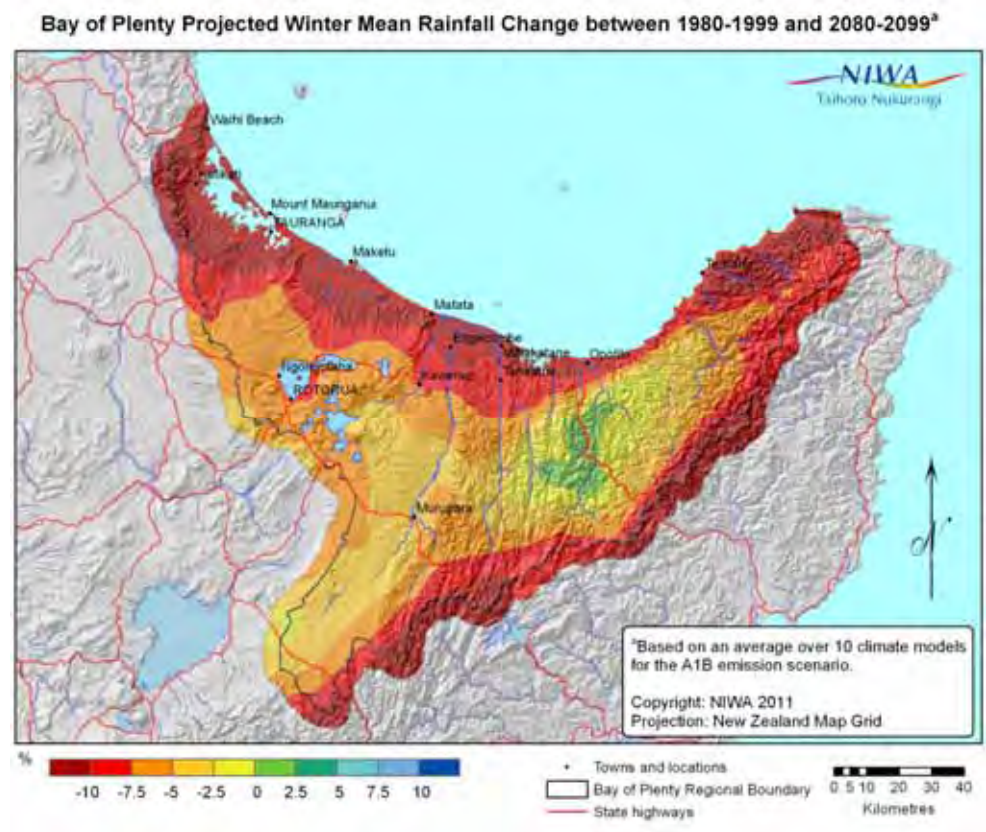 Bay of Plenty Projected Winter Mean Rainfall Change between 1980-1999 and 2080-2099ᵃ
NIWA
Taihoro Nukurangi
Waihi Beach
Mount Maunganui
TAURANGA
Maketu
Matata
Opotiki
Kawerau
ROTORUA
Murupara
ᵃBased on an average over 10 climate models
for the A1B emission scenario.
Copyright: NIWA 2011
Projection: New Zealand Map Grid
%
-10 -7.5 -5 -2.5 0 2.5 5 7.5 10
Towns and locations
Bay of Plenty Regional Boundary
State highways
0 5 10 20 30 40
Kilometres